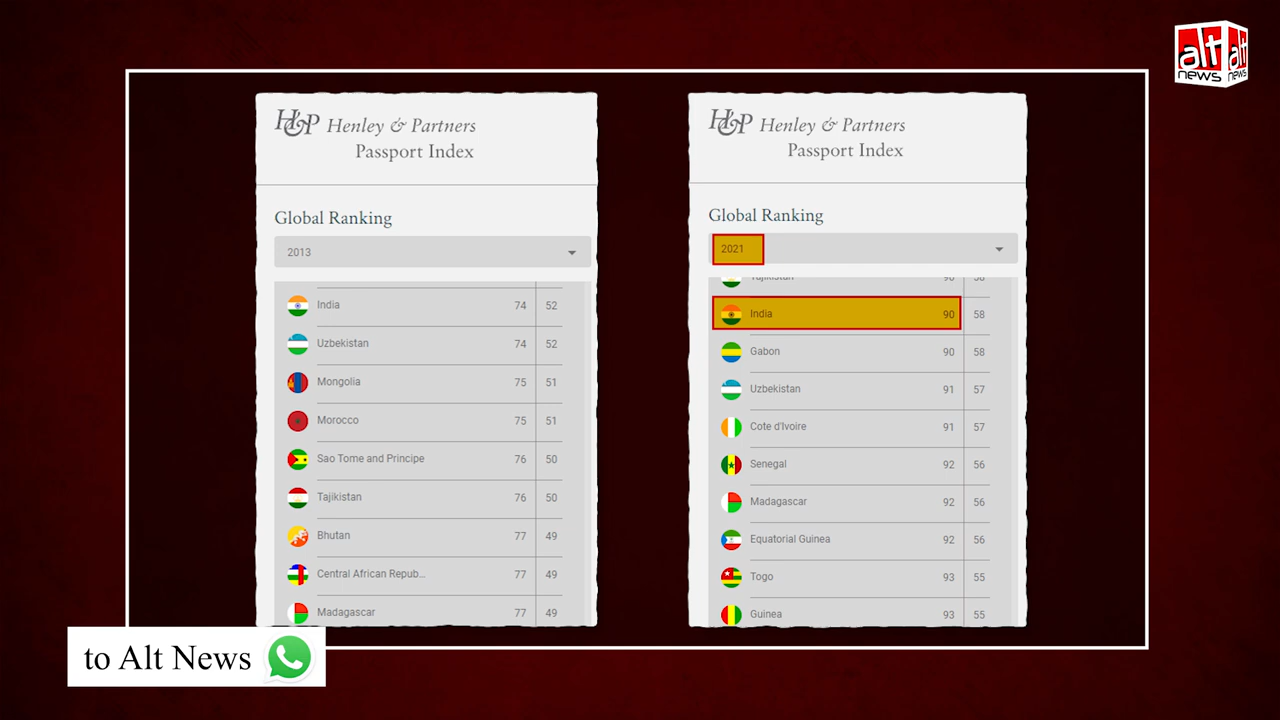 alt
news
alt
news
H&P Henley & Partners
Passport Index
Global Ranking
2013
India 74 52
Uzbekistan 74 52
Mongolia 75 51
Morocco 75 51
Sao Tome and Principe 76 50
Tajikistan 76 50
Bhutan 77 49
Central African Repub... 77 49
Madagascar 77 49
H&P Henley & Partners
Passport Index
Global Ranking
2021
Tajikistan 90 58
India 90 58
Gabon 90 58
Uzbekistan 91 57
Cote d'Ivoire 91 57
Senegal 92 56
Madagascar 92 56
Equatorial Guinea 92 56
Togo 93 55
Guinea 93 55
to Alt News